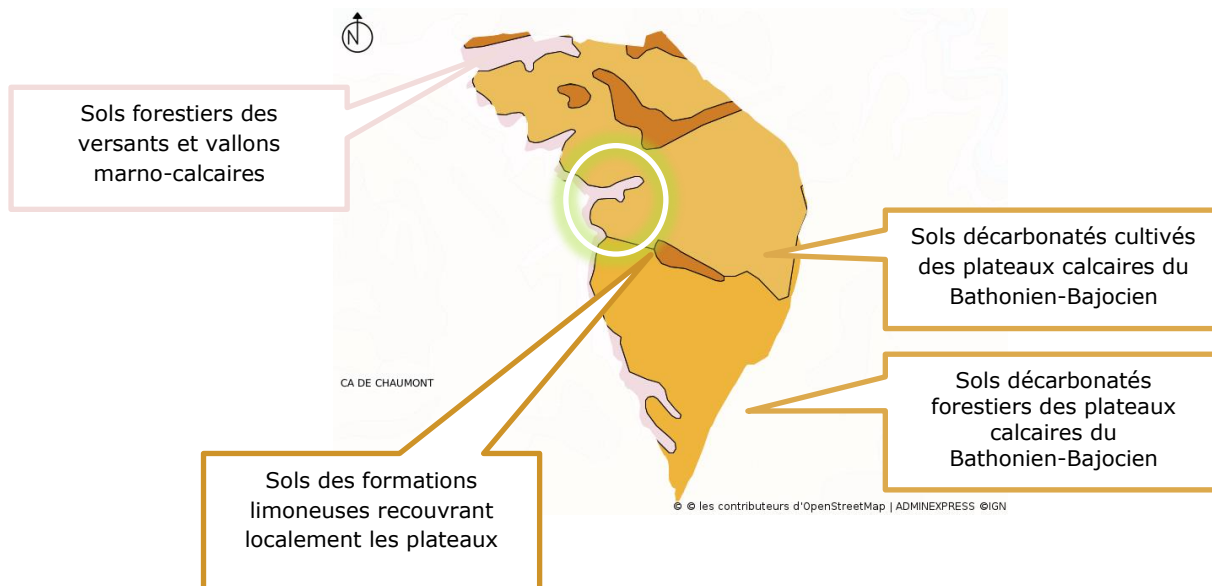 N
Sols forestiers des
versants et vallons
marno-calcaires
Sols décarbonatés cultivés
des plateaux calcaires du
Bathonien-Bajocien
CA DE CHAUMONT
Sols décarbonatés
forestiers des plateaux
calcaires du
Bathonien-Bajocien
Sols des formations
limoneuses recouvrant
localement les plateaux
© © les contributeurs d'OpenStreetMap | ADMINEXPRESS ©IGN